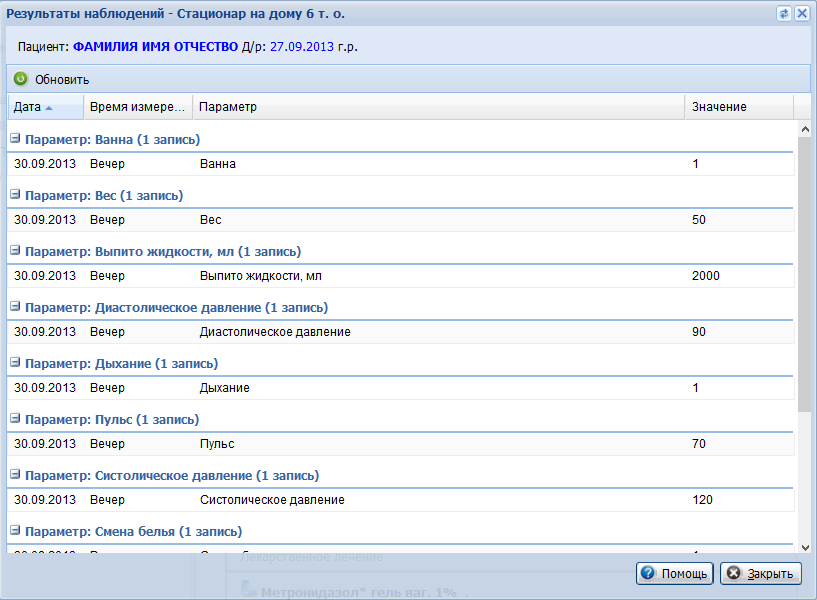 Результаты наблюдений - Стационар на дому 6 т. о.
Пациент: ФАМИЛИЯ ИМЯ ОТЧЕСТВО Д/р: 27.09.2013 г.р.
Обновить
Дата Время измере... Параметр Значение
Параметр: Ванна (1 запись)
30.09.2013 Вечер Ванна 1
Параметр: Вес (1 запись)
30.09.2013 Вечер Вес 50
Параметр: Выпито жидкости, мл (1 запись)
30.09.2013 Вечер Выпито жидкости, мл 2000
Параметр: Диастолическое давление (1 запись)
30.09.2013 Вечер Диастолическое давление 90
Параметр: Дыхание (1 запись)
30.09.2013 Вечер Дыхание 1
Параметр: Пульс (1 запись)
30.09.2013 Вечер Пульс 70
Параметр: Систолическое давление (1 запись)
30.09.2013 Вечер Систолическое давление 120
Параметр: Смена белья (1 запись)
Лекарственное лечение
Метронидазол* гель ваг. 1% .
Помощь Закрыть